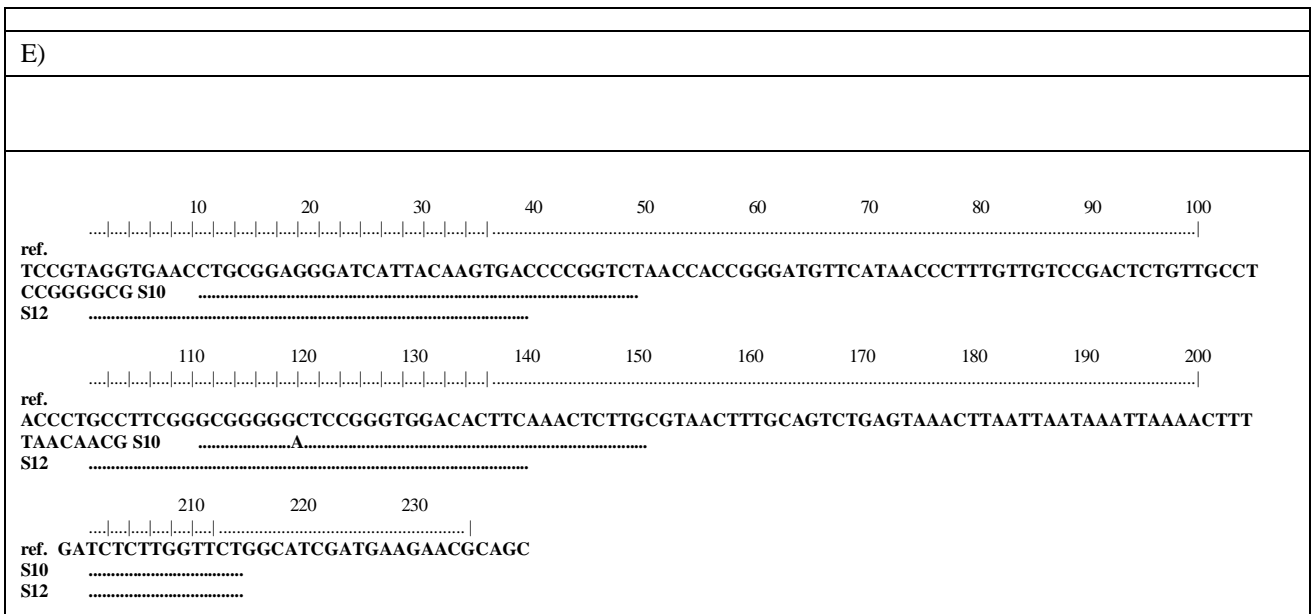 E)
10 20 30 40 50 60 70 80 90 100
....|....|....|....|....|....|....|....|....|....|....|....|....|....|....|....|....|....|....|..............................................................................................................................|
ref.
TCCGTAGGTGAACCTGCGGAGGGATCATTACAAGTGACCCCGGTCTAACCACCGGGATGTTCATAACCCTTTGTTGTCCGACTCTGTTGCCT
CCGGGGCG S10 ....................................................................................................
S12 ....................................................................................................
110 120 130 140 150 160 170 180 190 200
....|....|....|....|....|....|....|....|....|....|....|....|....|....|....|....|....|....|....|..............................................................................................................................|
ref.
ACCCTGCCTTCGGGCGGGGGCTCCGGGTGGACACTTCAAACTCTTGCGTAACTTTGCAGTCTGAGTAAACTTAATTAATAAATTAAAACTTT
TAACAACG S10 .....................A..............................................................................
S12 ....................................................................................................
210 220 230
....|....|....|....|....|....|.......................................................|
ref. GATCTCTTGGTTCTGGCATCGATGAAGAACGCAGC
S10 ...................................
S12 ...................................